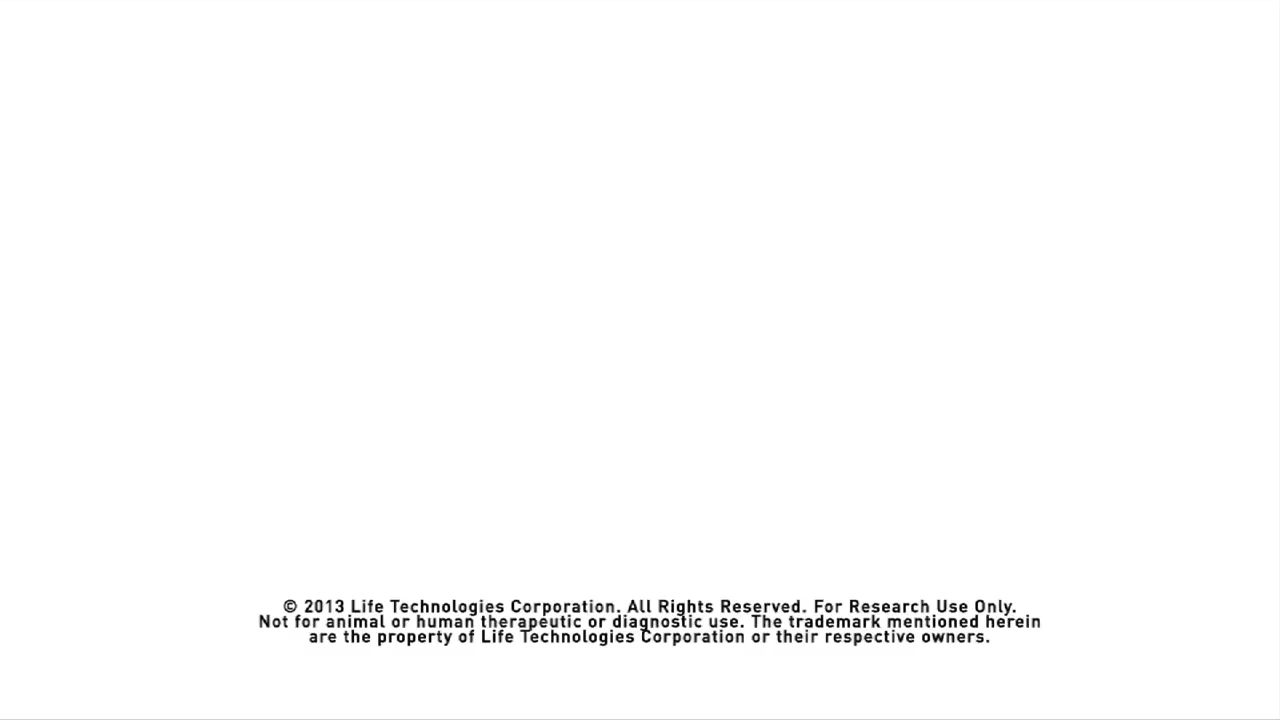 © 2013 Life Technologies Corporation. All Rights Reserved. For Research Use Only.
Not for animal or human therapeutic or diagnostic use. The trademark mentioned herein
are the property of Life Technologies Corporation or their respective owners.